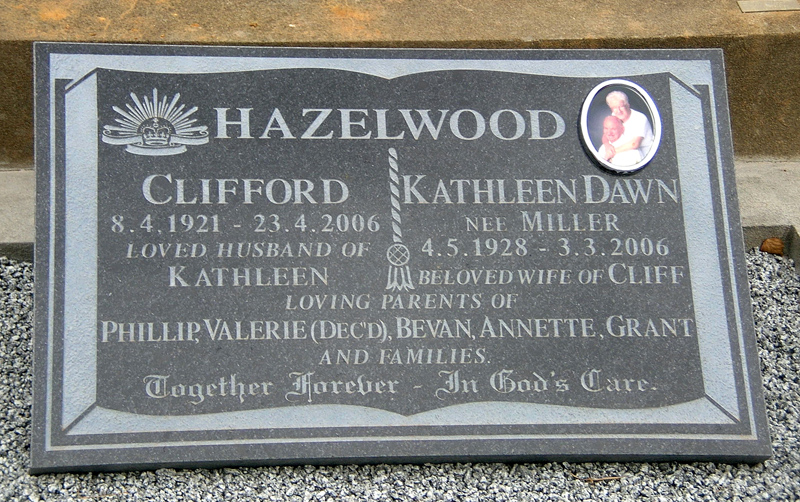 HAZELWOOD
CLIFFORD
8.4.1921 - 23.4.2006
LOVED HUSBAND OF
KATHLEEN
KATHLEEN DAWN
NEE MILLER
4.5.1928 - 3.3.2006
BELOVED WIFE OF CLIFF
LOVING PARENTS OF
PHILLIP, VALERIE (DEC'D), BEVAN, ANNETTE, GRANT
AND FAMILIES.
Together Forever - In God's Care.